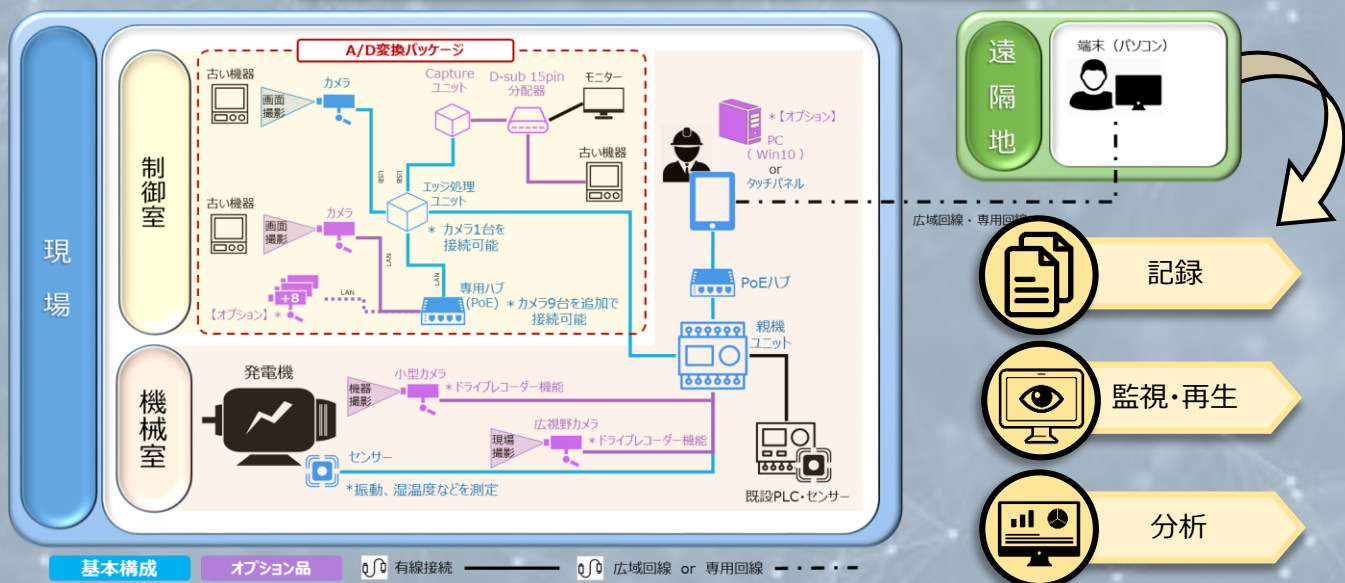 現場
制御室
A/D変換パッケージ
古い機器
画面
撮影
カメラ
Capture
ユニット
D-sub 15pin
分配器
モニター
古い機器
USB
USB
エッジ処理
ユニット
* カメラ1台を
接続可能
古い機器
画面
撮影
カメラ
LAN
LAN
+8
LAN
【オプション】*
専用ハブ
(PoE)
*カメラ9台を追加で
接続可能
*【オプション】
PC
( Win10 )
or
タッチパネル
PoEハブ
親機
ユニット
機械室
発電機
機器
撮影
小型カメラ
*ドライブレコーダー機能
現場
撮影
広視野カメラ
*ドライブレコーダー機能
センサー
*振動、湿温度などを測定
既設PLC・センサー
遠隔地
端末（パソコン）
広域回線・専用回線
記録
監視・再生
分析
基本構成
オプション品
有線接続
広域回線 or 専用回線